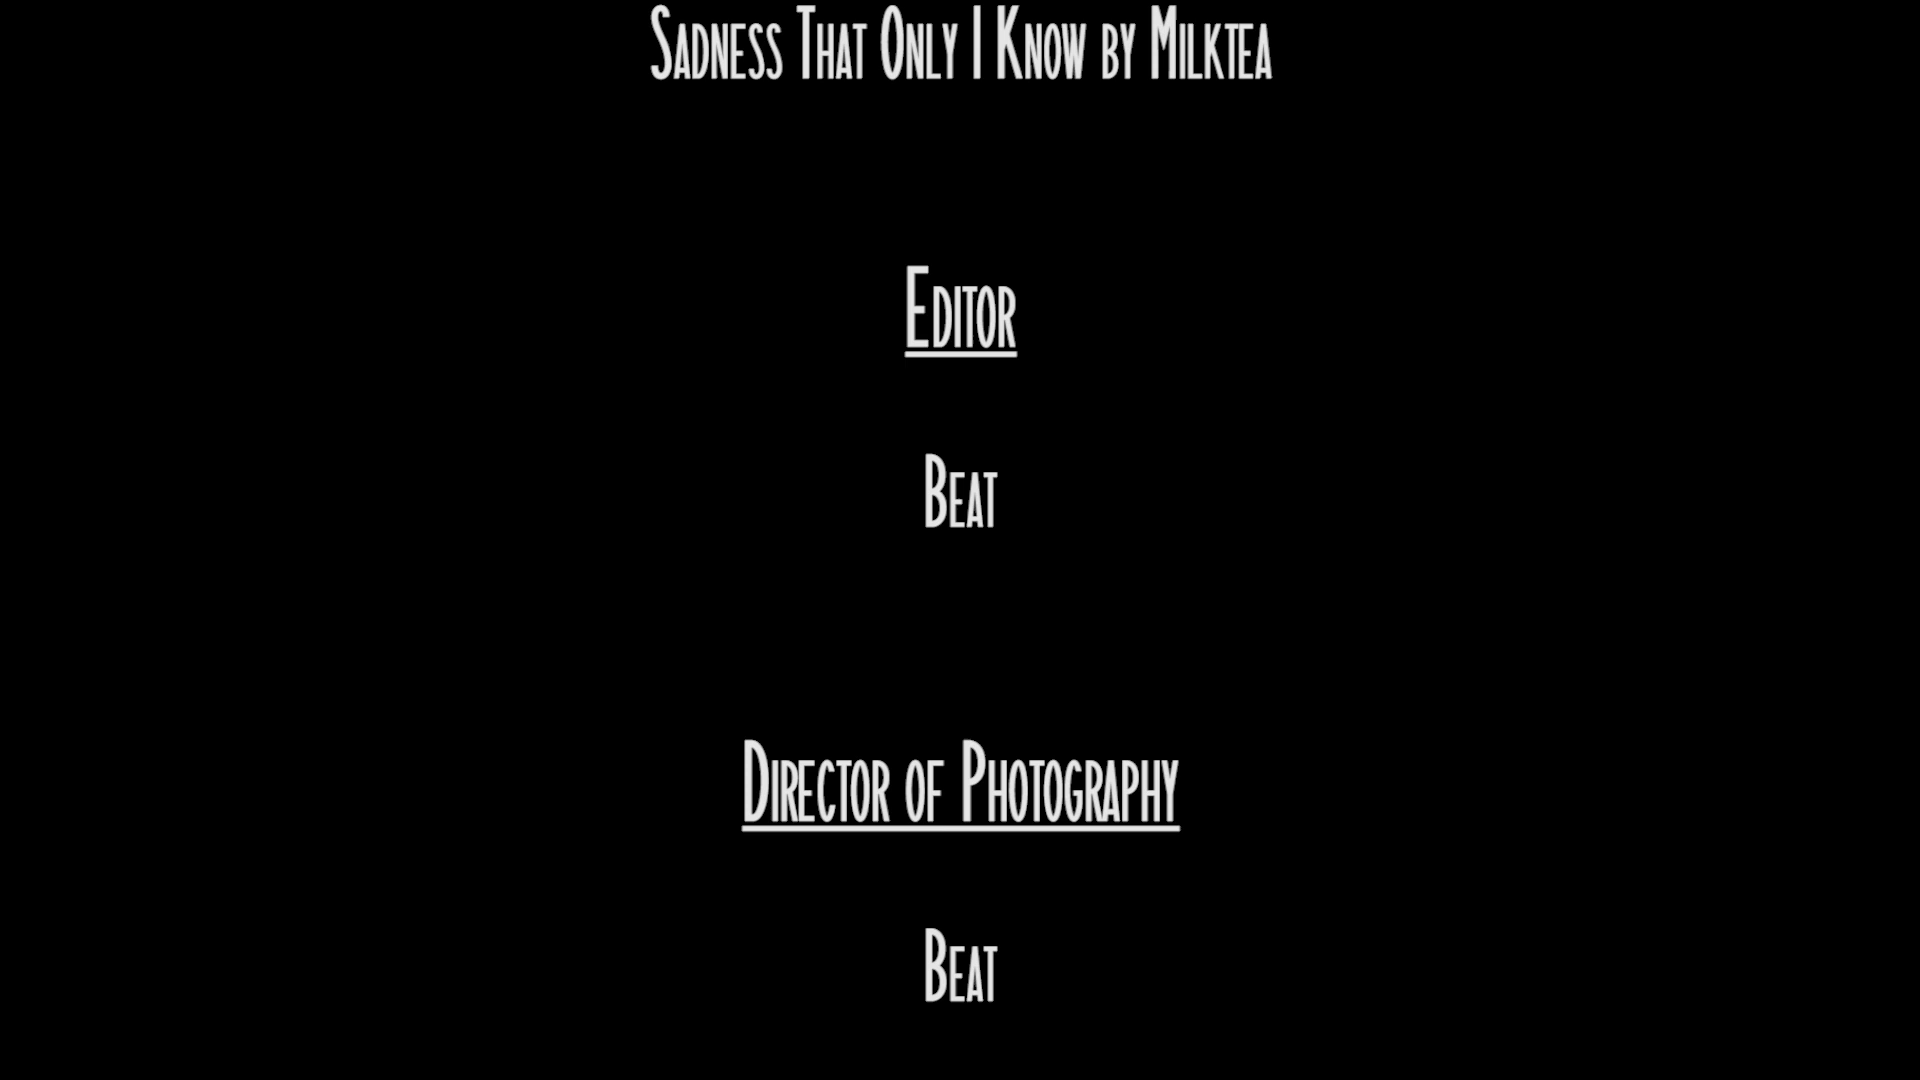 Sadness That Only I Know by Milktea
Editor
Beat
Director of Photography
Beat